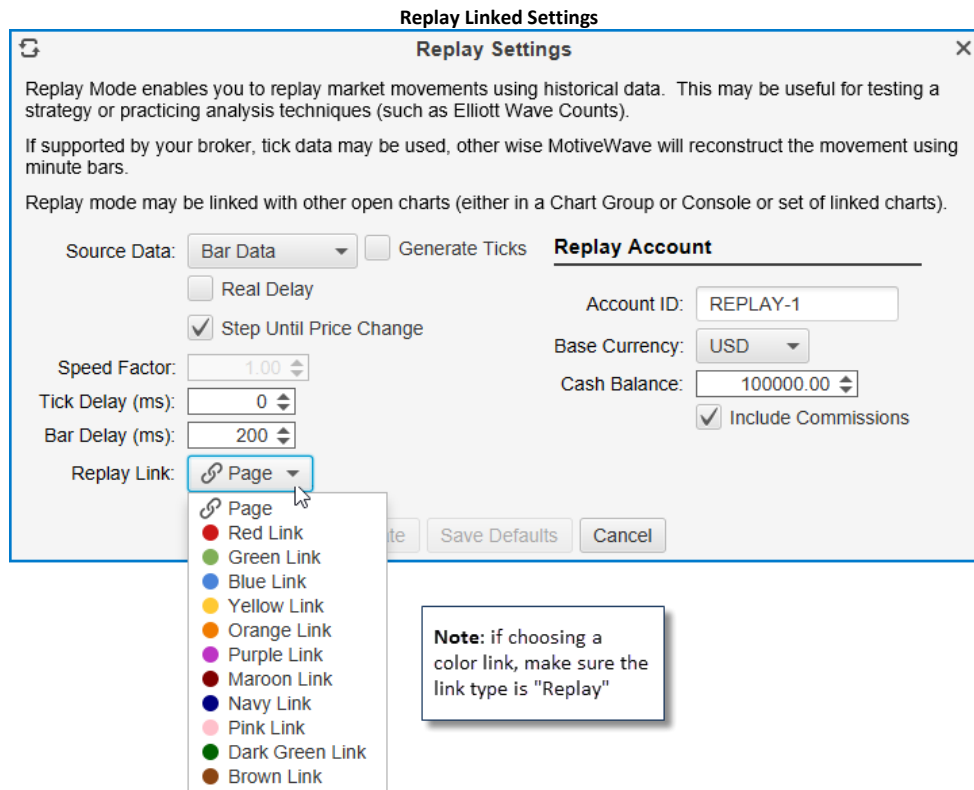 Replay Linked Settings
Replay Settings
Replay Mode enables you to replay market movements using historical data.  This may be useful for testing a
strategy or practicing analysis techniques (such as Elliott Wave Counts).
If supported by your broker, tick data may be used, other wise MotiveWave will reconstruct the movement using
minute bars.
Replay mode may be linked with other open charts (either in a Chart Group or Console or set of linked charts).
Source Data: Bar Data Generate Ticks
Real Delay
Step Until Price Change
Speed Factor: 1.00
Tick Delay (ms): 0
Bar Delay (ms): 200
Replay Link: Page
Replay Account
Account ID: REPLAY-1
Base Currency: USD
Cash Balance: 100000.00
Include Commissions
Page
Red Link
Green Link
Blue Link
Yellow Link
Orange Link
Purple Link
Maroon Link
Navy Link
Pink Link
Dark Green Link
Brown Link
te Save Defaults Cancel
Note: if choosing a
color link, make sure the
link type is "Replay"